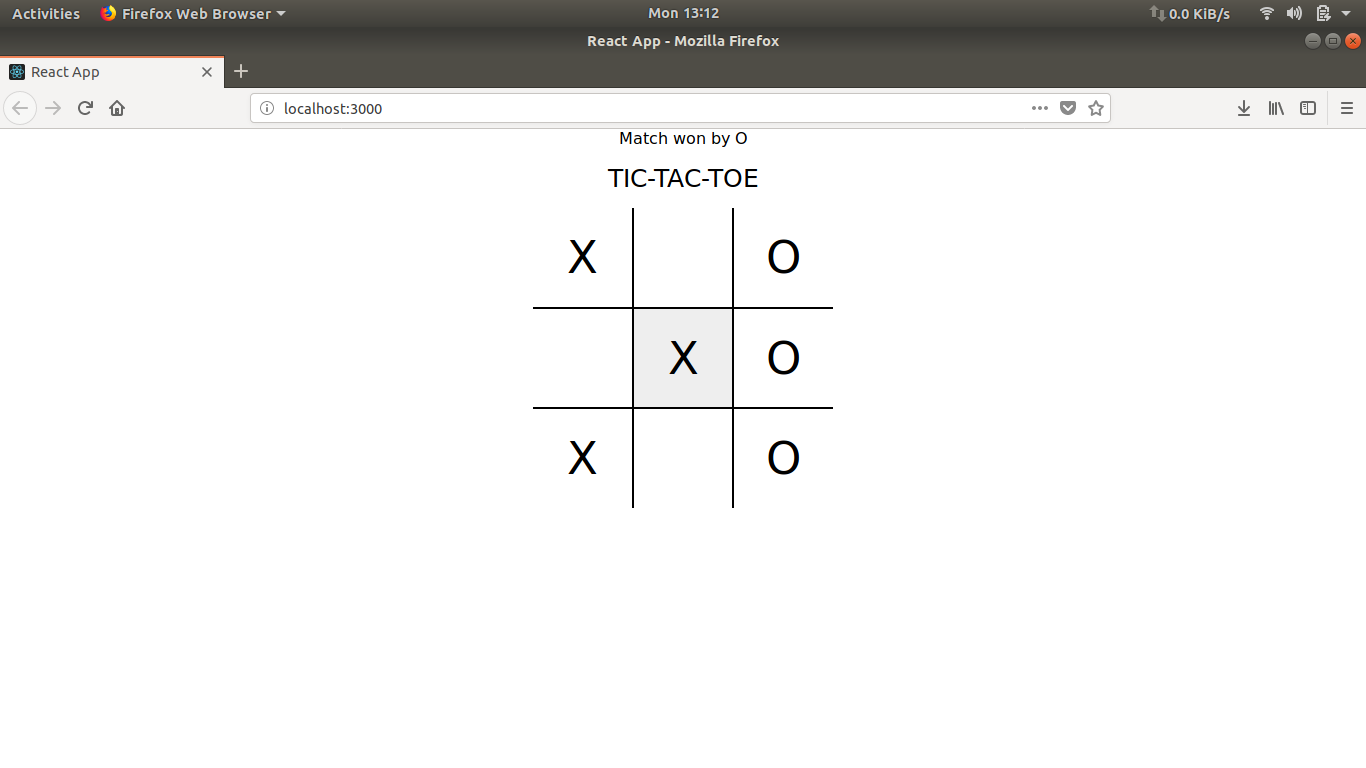 Activities Firefox Web Browser Mon 13:12 0.0 KiB/s
React App - Mozilla Firefox
React App
localhost:3000
Match won by O
TIC-TAC-TOE
X O
X O
X O